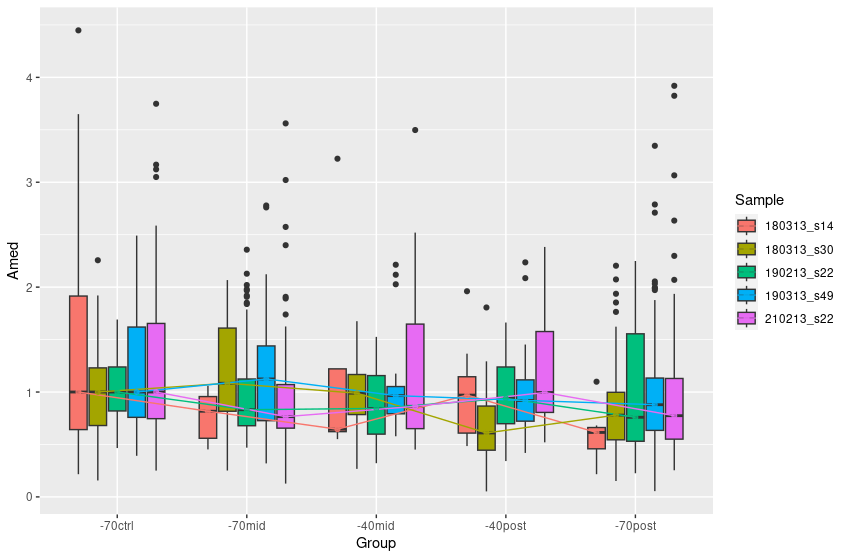 4
3
2
1
0
Amed
-70ctrl -70mid -40mid -40post -70post
Group
Sample
180313_s14
180313_s30
190213_s22
190313_s49
210213_s22